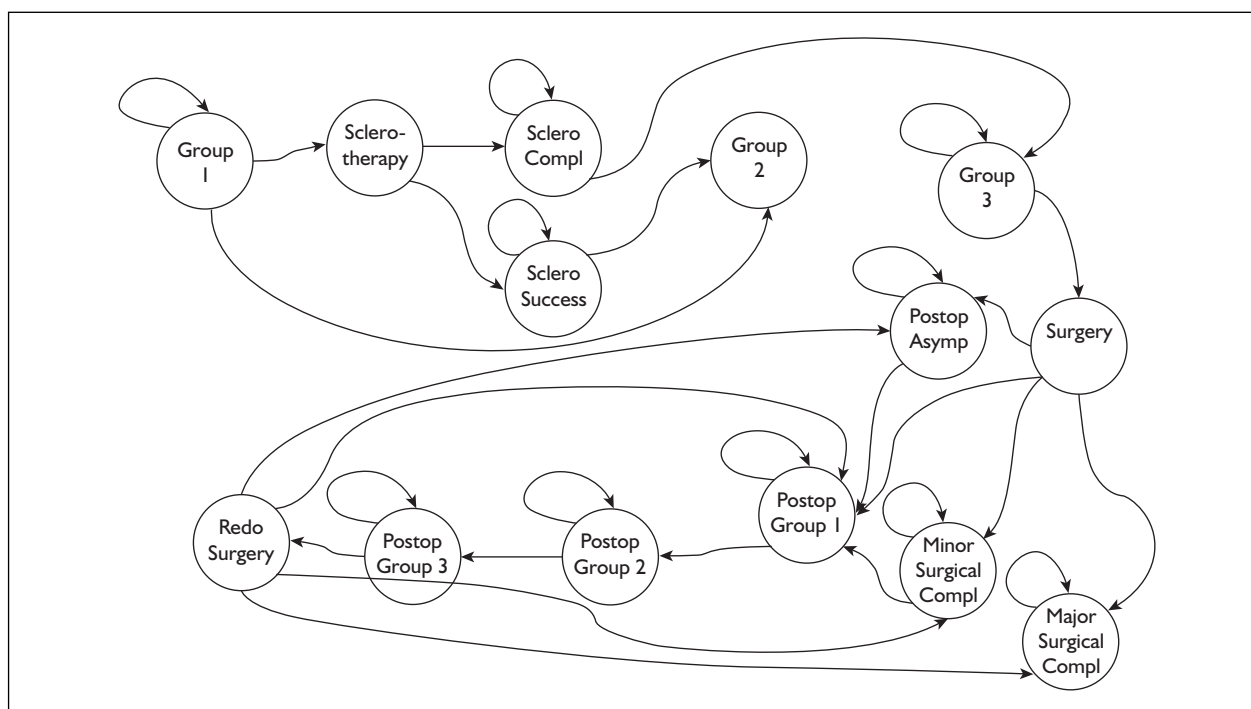 Group
1
Sclero-
therapy
Sclero
Compl
Group
2
Group
3
Sclero
Success
Postop
Asymp
Surgery
Redo
Surgery
Postop
Group 3
Postop
Group 2
Postop
Group 1
Minor
Surgical
Compl
Major
Surgical
Compl